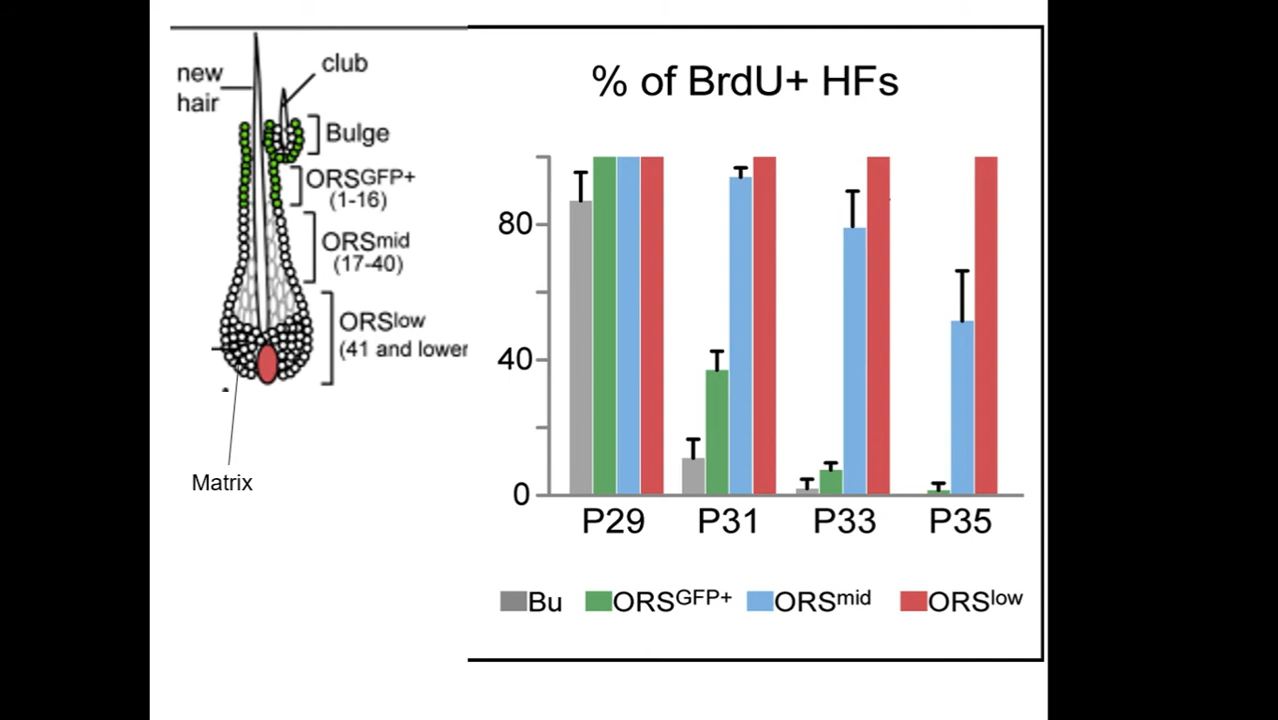 new
hair
club
Bulge
ORSGFP+
(1-16)
ORSmid
(17-40)
ORSlow
(41 and lower
Matrix
% of BrdU+ HFs
80
40
0
P29 P31 P33 P35
Bu ORSGFP+ ORSmid ORSlow